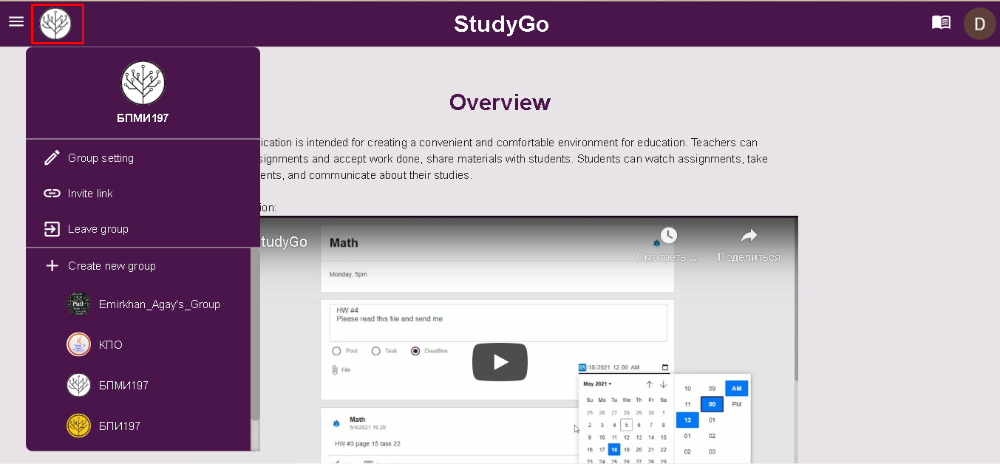 StudyGo
D
БПМИ197
Group setting
Invite link
Leave group
Create new group
Emirkhan_Agay's_Group
КПО
БПМИ197
БПИ197
Overview
ication is intended for creating a convenient and comfortable environment for education. Teachers can
signments and accept work done, share materials with students. Students can watch assignments, take
ents, and communicate about their studies.
ion:
tudyGo
Math
Смотреть ...
Поделиться
Monday, 5pm
HW #4
Please read this file and send me
Post Task Deadline
File
05/18/2021 12:00 AM
May 2021
Su Mo Tu We Th Fr Sa
25 26 27 28 29 30 1
2 3 4 5 6 7 8
9 10 11 12 13 14 15
16 17 18 19 20 21 22
23 24 25 26 27 28 29
10 59 AM
11 00 PM
12 01
01 02
02 03
Math
5/4/2021 16:20
HW #3 page 15 task 22